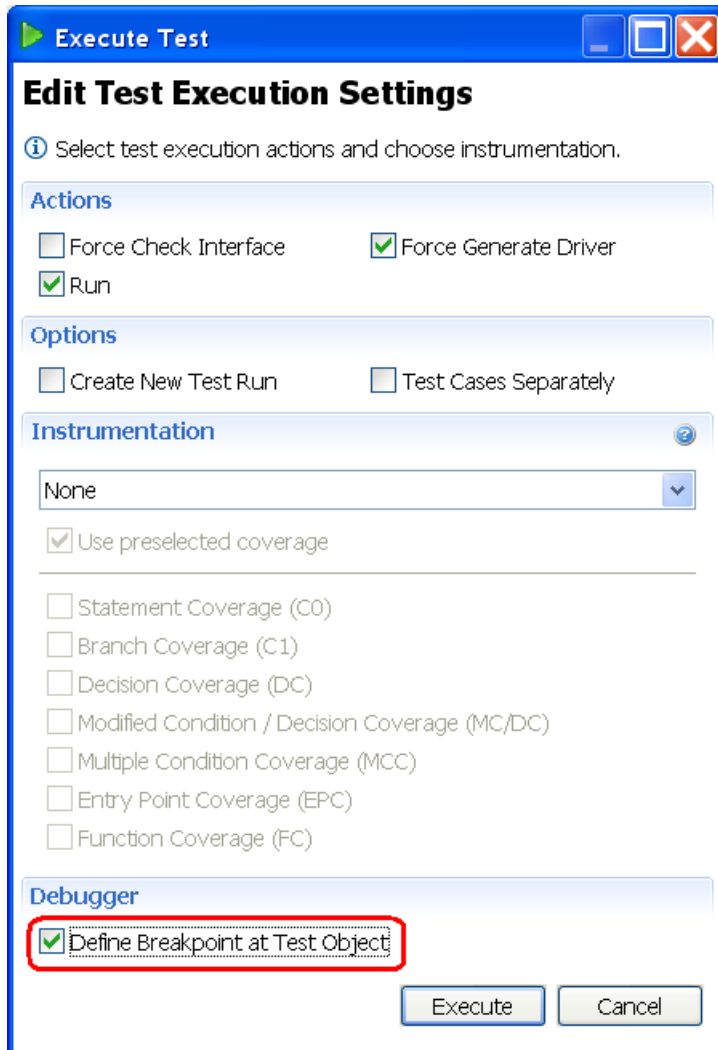 Execute Test
Edit Test Execution Settings
Select test execution actions and choose instrumentation.
Actions
Force Check Interface Force Generate Driver
Run
Options
Create New Test Run Test Cases Separately
Instrumentation
None
Use preselected coverage
Statement Coverage (C0)
Branch Coverage (C1)
Decision Coverage (DC)
Modified Condition / Decision Coverage (MC/DC)
Multiple Condition Coverage (MCC)
Entry Point Coverage (EPC)
Function Coverage (FC)
Debugger
Define Breakpoint at Test Object
Execute Cancel